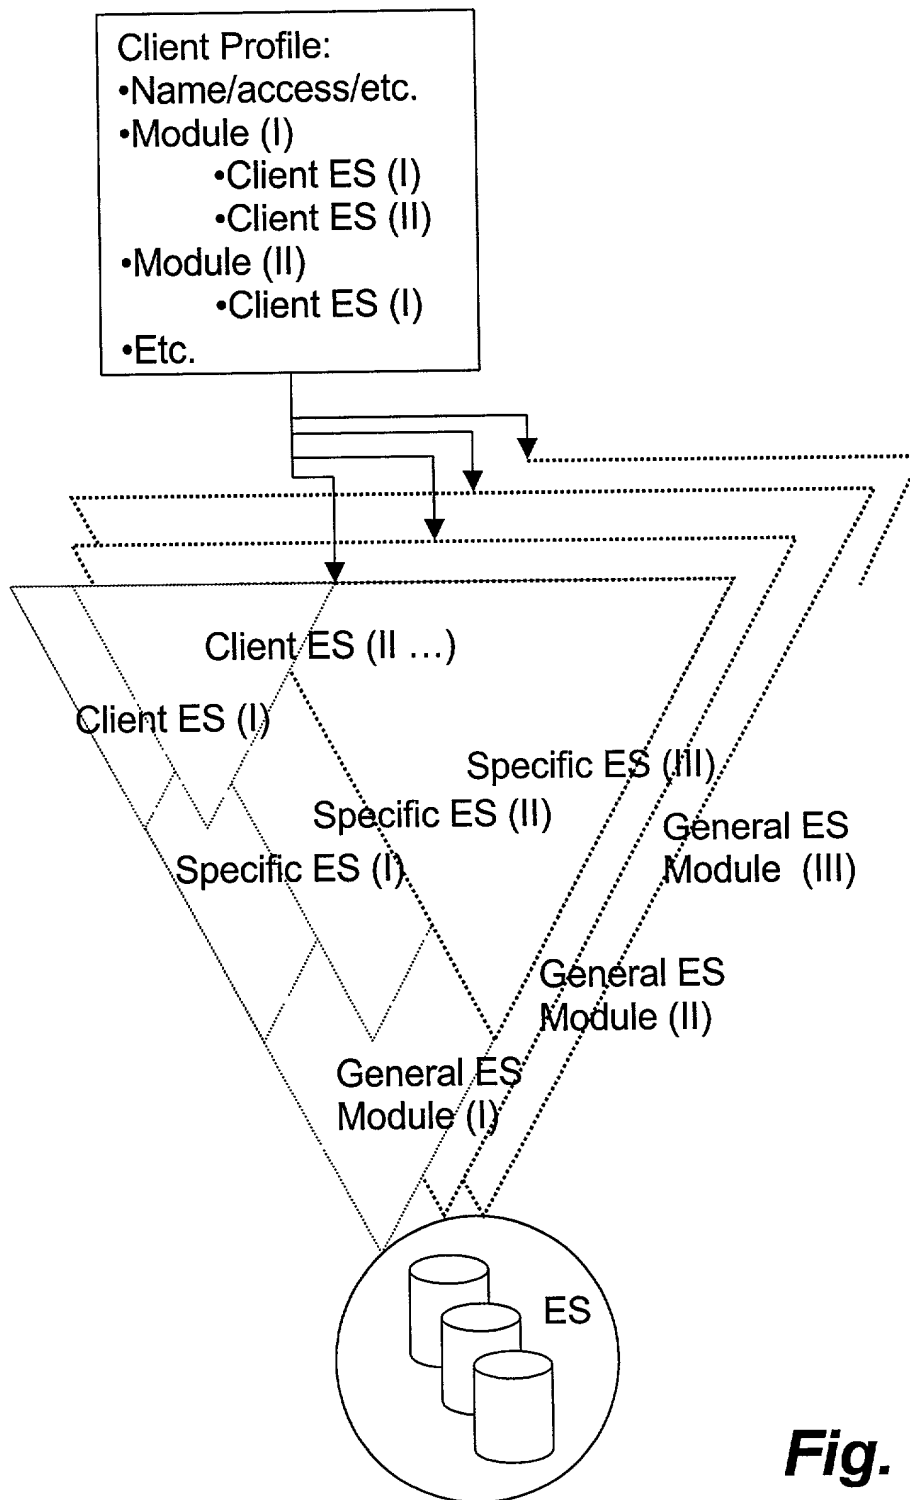 Client Profile:
•Name/access/etc.
•Module (I)
•Client ES (I)
•Client ES (II)
•Module (II)
•Client ES (I)
•Etc.
Client ES (II ...)
Client ES (I)
Specific ES (III)
Specific ES (II)
General ES
Module (III)
Specific ES (I)
General ES
Module (II)
General ES
Module (I)
ES
Fig.